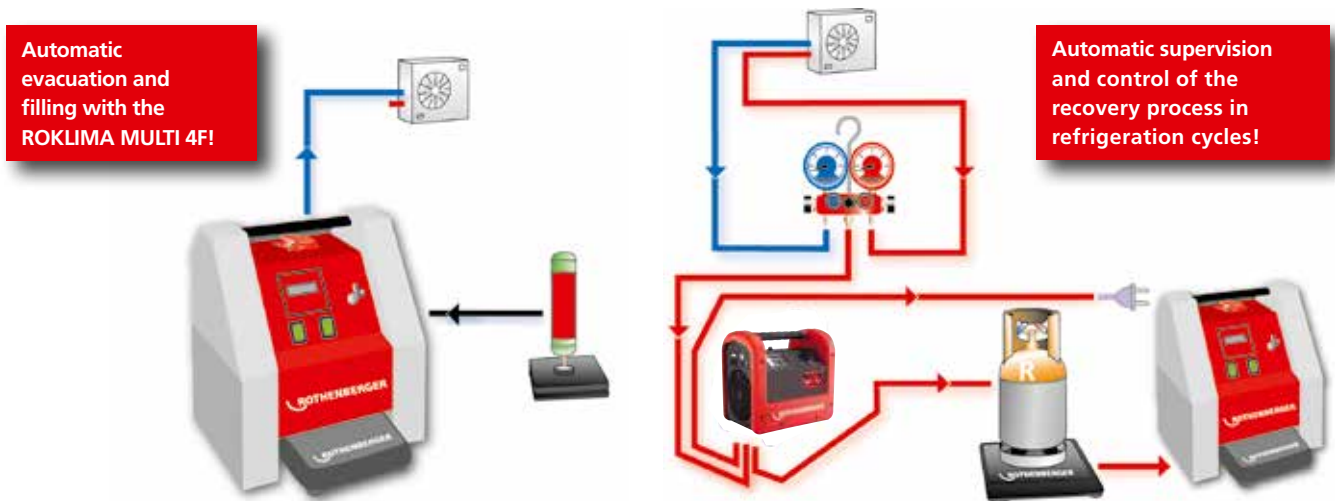 Automatic
evacuation and
filling with the
ROKLIMA MULTI 4F!
Automatic supervision
and control of the
recovery process in
refrigeration cycles!
ROTHENBERGER
ROTHENBERGER
R
ROTHENBERGER
ROTHENBERGER